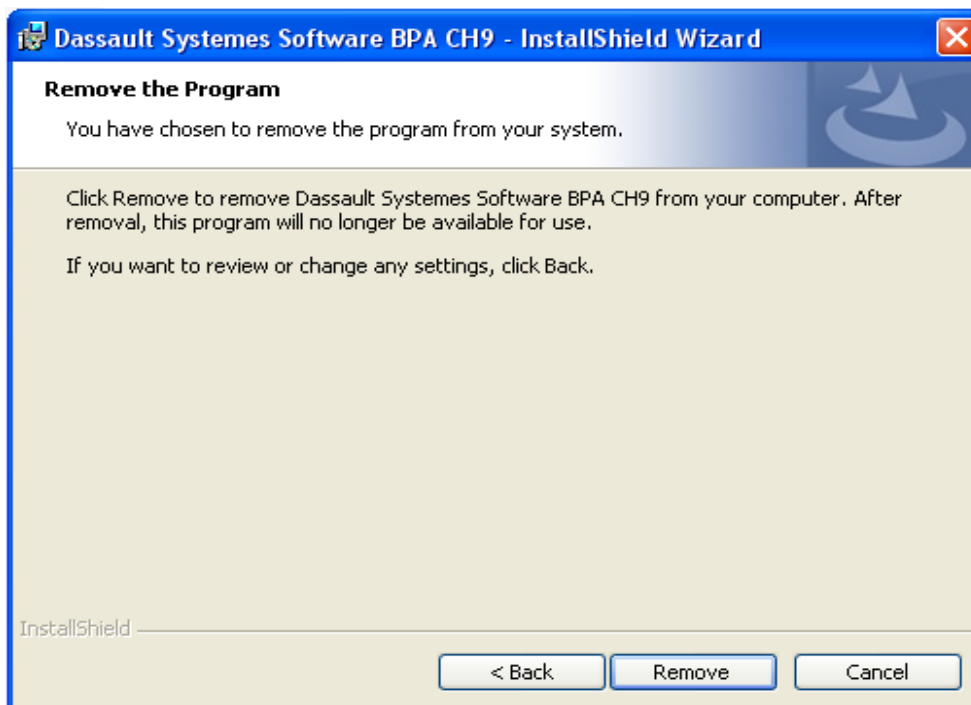 Dassault Systemes Software BPA CH9 - InstallShield Wizard
Remove the Program
You have chosen to remove the program from your system.
Click Remove to remove Dassault Systemes Software BPA CH9 from your computer. After
removal, this program will no longer be available for use.
If you want to review or change any settings, click Back.
InstallShield
< Back
Remove
Cancel